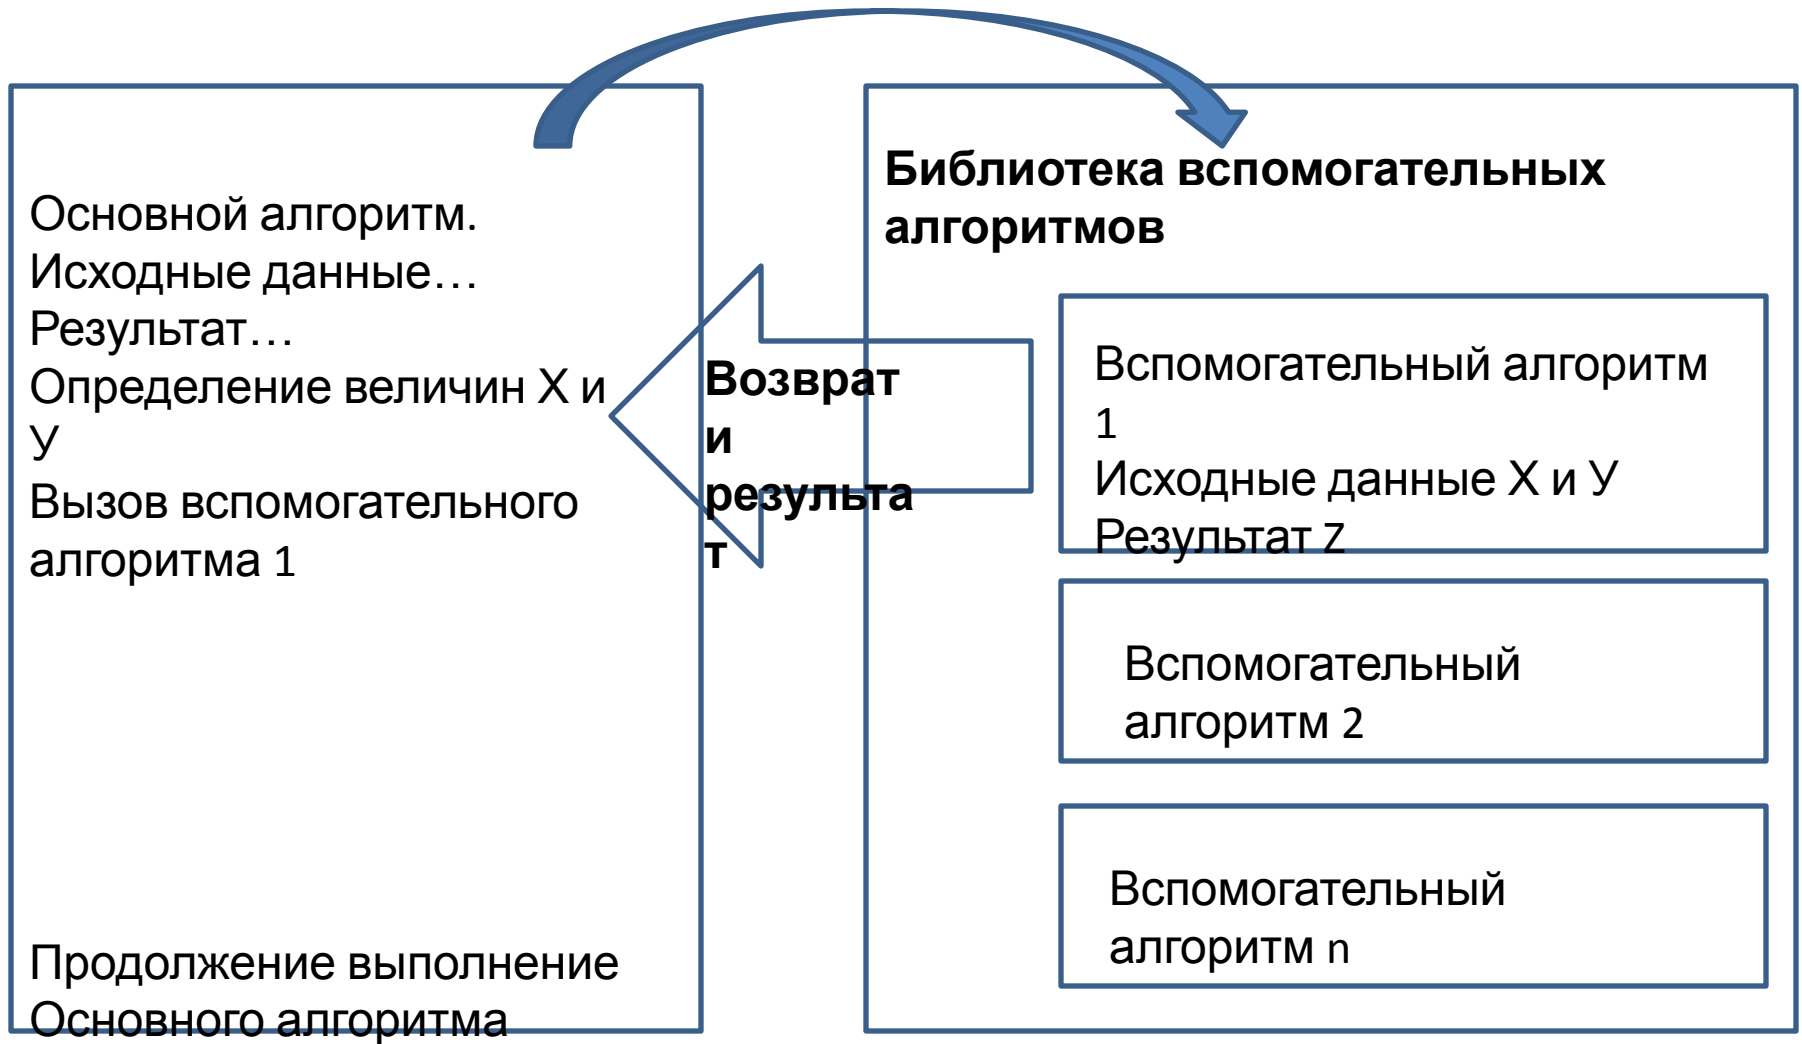 Основной алгоритм.
Исходные данные…
Результат…
Определение величин Х и
У
Вызов вспомогательного
алгоритма 1
Продолжение выполнение
Основного алгоритма
Возврат
и
результа
т
Библиотека вспомогательных
алгоритмов
Вспомогательный алгоритм
1
Исходные данные Х и У
Результат Z
Вспомогательный
алгоритм 2
Вспомогательный
алгоритм n